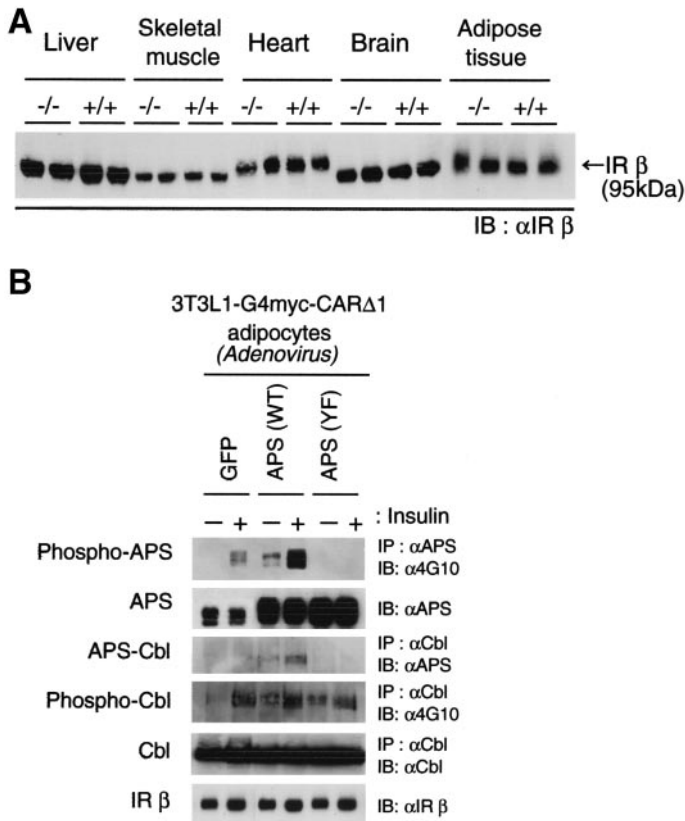 A
Liver
Skeletal
muscle
Heart
Brain
Adipose
tissue
-/- +/+ -/- +/+ -/- +/+ -/- +/+ -/- +/+
←IR β
(95kDa)
IB : αIR β
B
3T3L1-G4myc-CARΔ1
adipocytes
(Adenovirus)
GFP
APS (WT)
APS (YF)
− + − + − + : Insulin
Phospho-APS
IP : αAPS
IB: α4G10
APS
IB: αAPS
APS-Cbl
IP : αCbl
IB: αAPS
Phospho-Cbl
IP : αCbl
IB: α4G10
Cbl
IP : αCbl
IB: αCbl
IR β
IB: αIR β